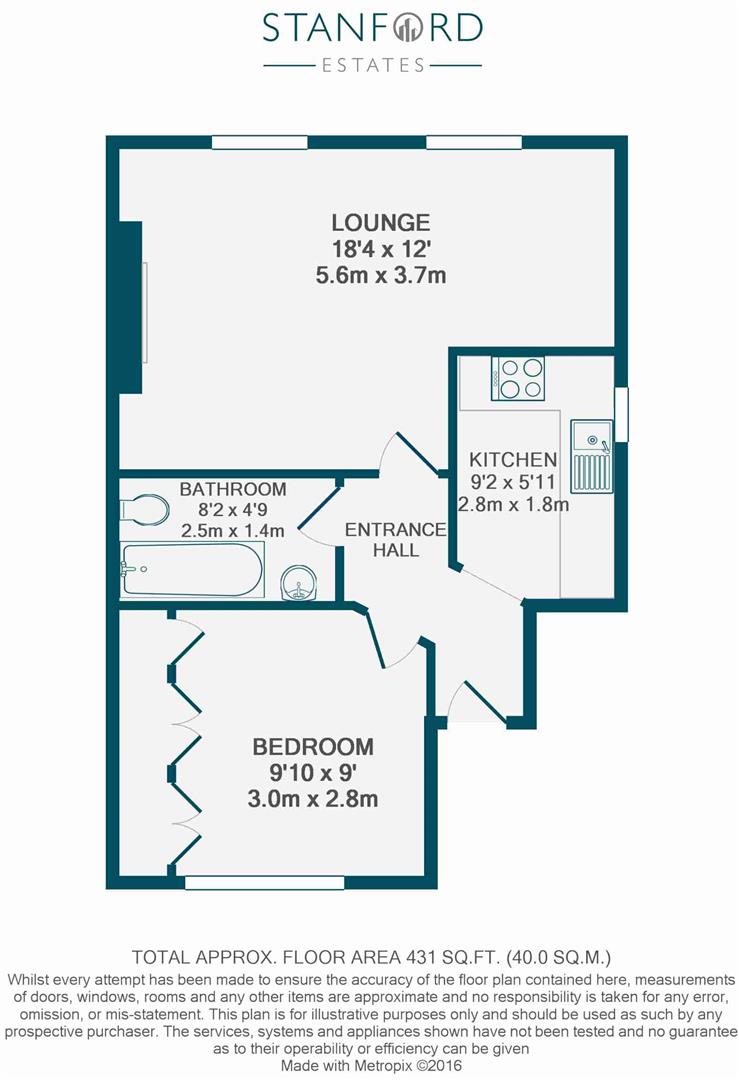 STANFORD
ESTATES
LOUNGE
18'4 x 12'
5.6m x 3.7m
KITCHEN
9'2 x 5'11
2.8m x 1.8m
BATHROOM
8'2 x 4'9
2.5m x 1.4m
ENTRANCE
HALL
BEDROOM
9'10 x 9'
3.0m x 2.8m
TOTAL APPROX. FLOOR AREA 431 SQ.FT. (40.0 SQ.M.)
Whilst every attempt has been made to ensure the accuracy of the floor plan contained here, measurements
of doors, windows, rooms and any other items are approximate and no responsibility is taken for any error,
omission, or mis-statement. This plan is for illustrative purposes only and should be used as such by any
prospective purchaser. The services, systems and appliances shown have not been tested and no guarantee
as to their operability or efficiency can be given
Made with Metropix ©2016